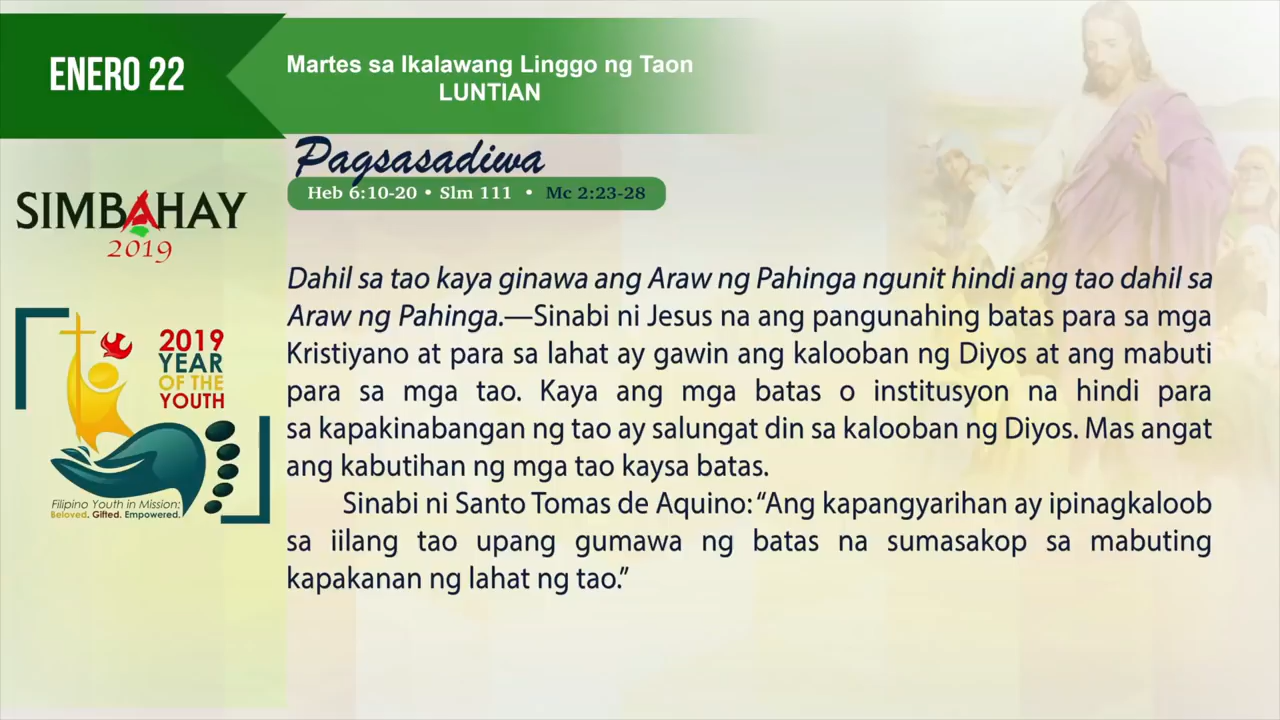 ENERO 22
Martes sa Ikalawang Linggo ng Taon
LUNTIAN
Pagsasadiwa
Heb 6:10-20 • Slm 111 • Mc 2:23-28
SIMBAHAY
2019
2019
YEAR
OF THE
YOUTH
Filipino Youth in Mission:
Beloved. Gifted. Empowered.
Dahil sa tao kaya ginawa ang Araw ng Pahinga ngunit hindi ang tao dahil sa
Araw ng Pahinga.—Sinabi ni Jesus na ang pangunahing batas para sa mga
Kristiyano at para sa lahat ay gawin ang kalooban ng Diyos at ang mabuti
para sa mga tao. Kaya ang mga batas o institusyon na hindi para
sa kapakinabangan ng tao ay salungat din sa kalooban ng Diyos. Mas angat
ang kabutihan ng mga tao kaysa batas.
Sinabi ni Santo Tomas de Aquino: “Ang kapangyarihan ay ipinagkaloob
sa iilang tao upang gumawa ng batas na sumasakop sa mabuting
kapakanan ng lahat ng tao.”